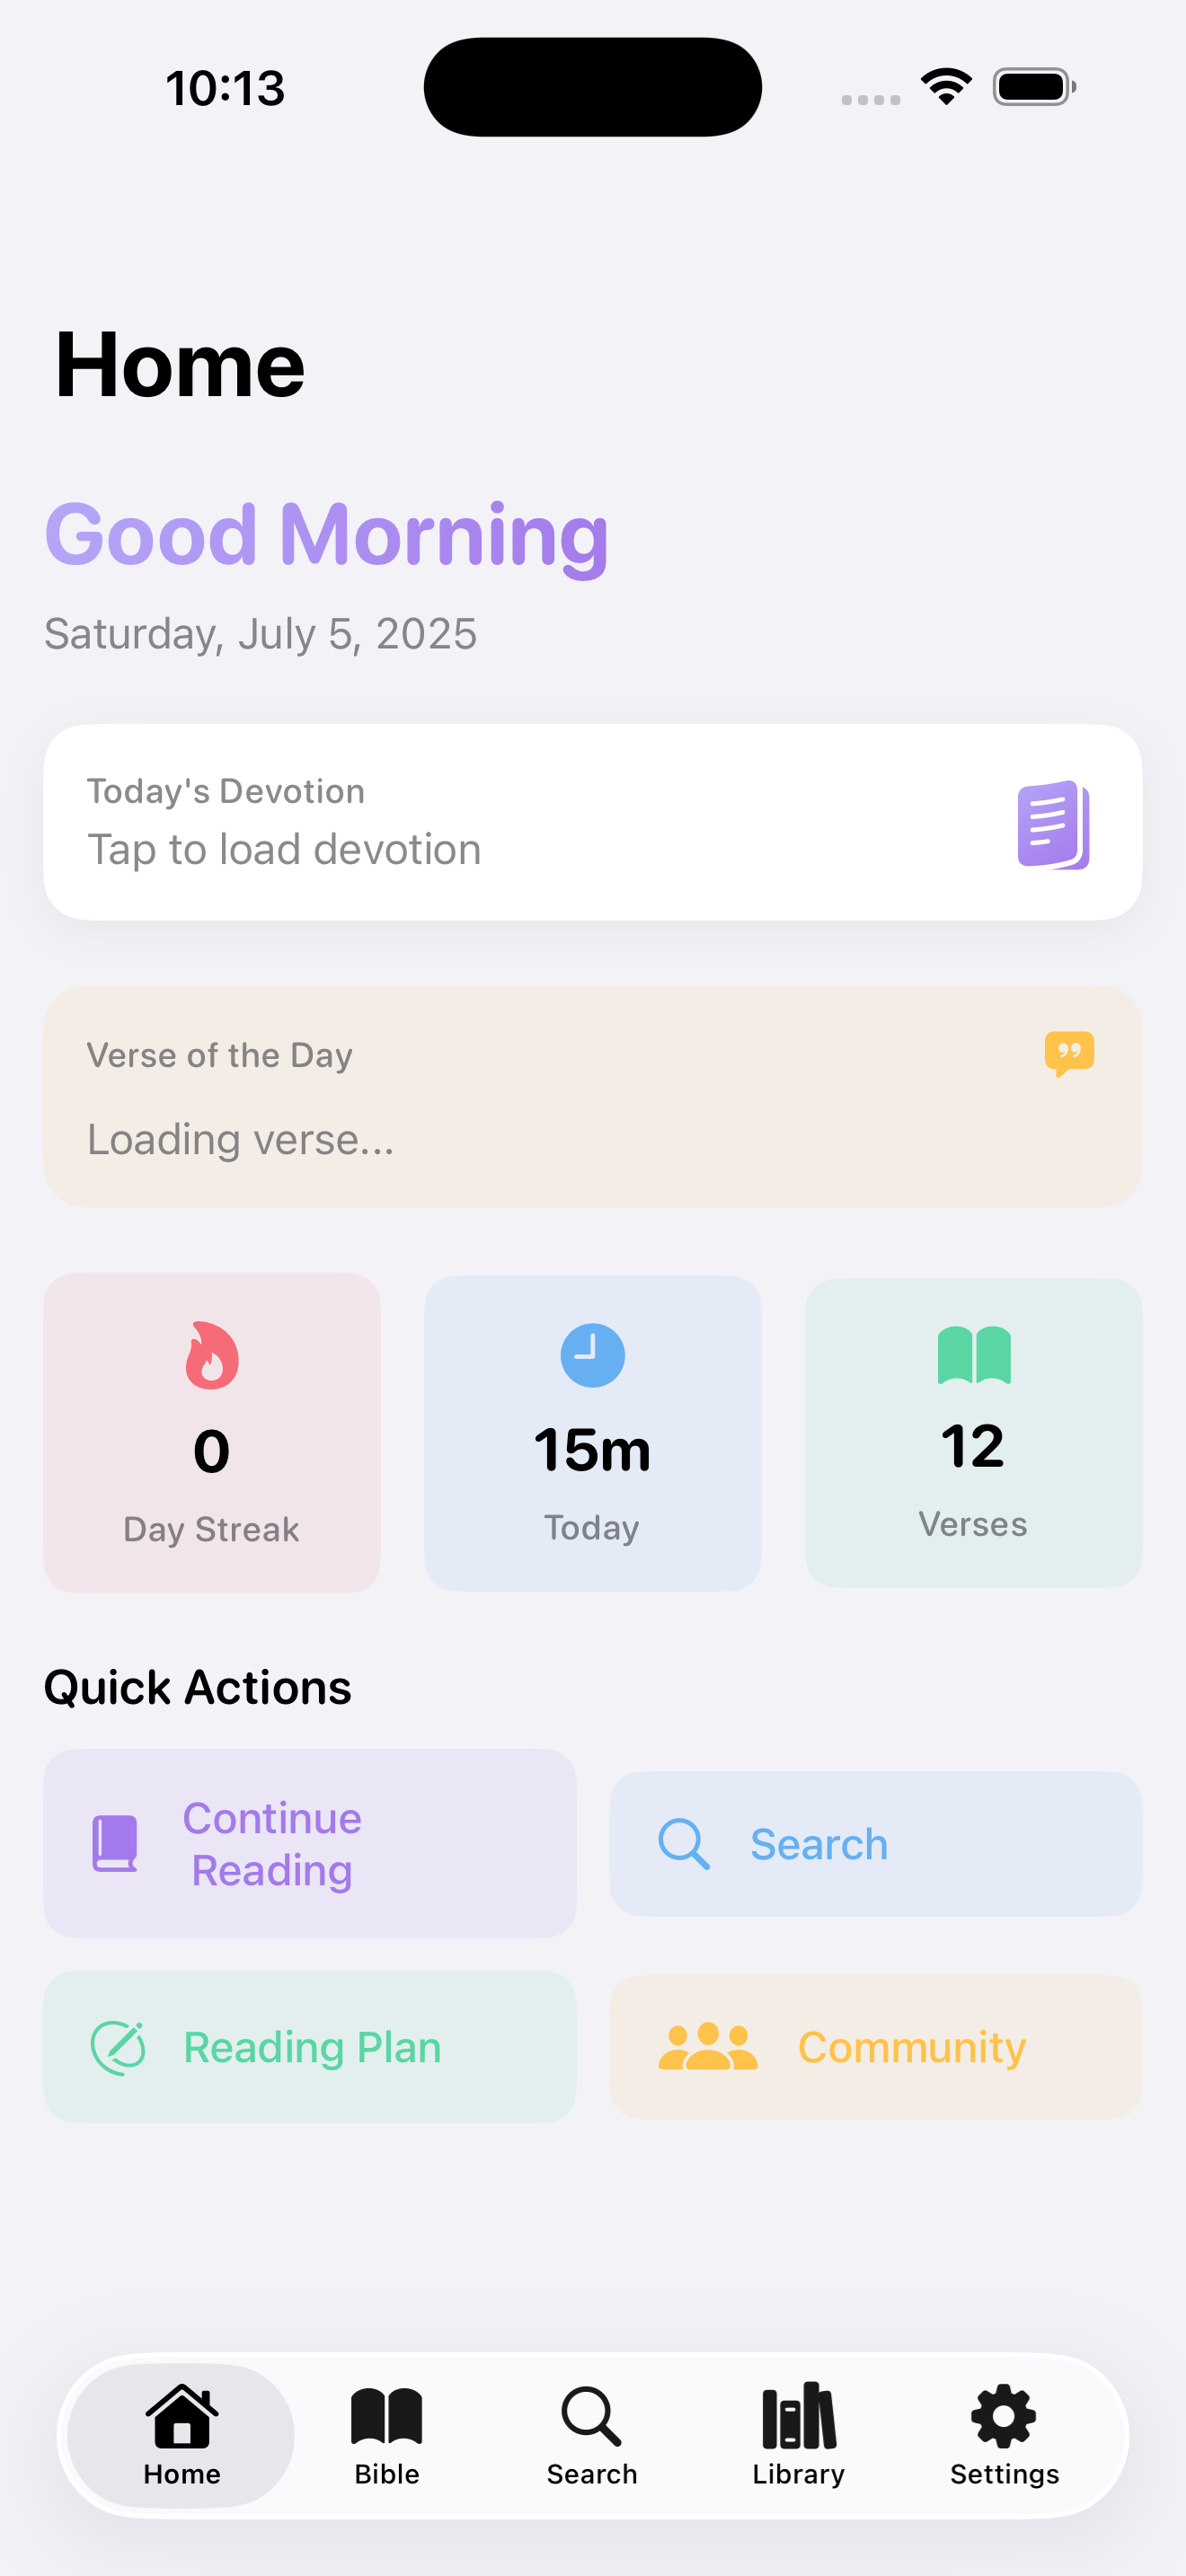 10:13
Home
Good Morning
Saturday, July 5, 2025
Today's Devotion
Tap to load devotion
Verse of the Day
Loading verse...
0
15m
12
Day Streak
Today
Verses
Quick Actions
Continue
Reading
Search
Reading Plan
Community
Home
Bible
Search
Library
Settings